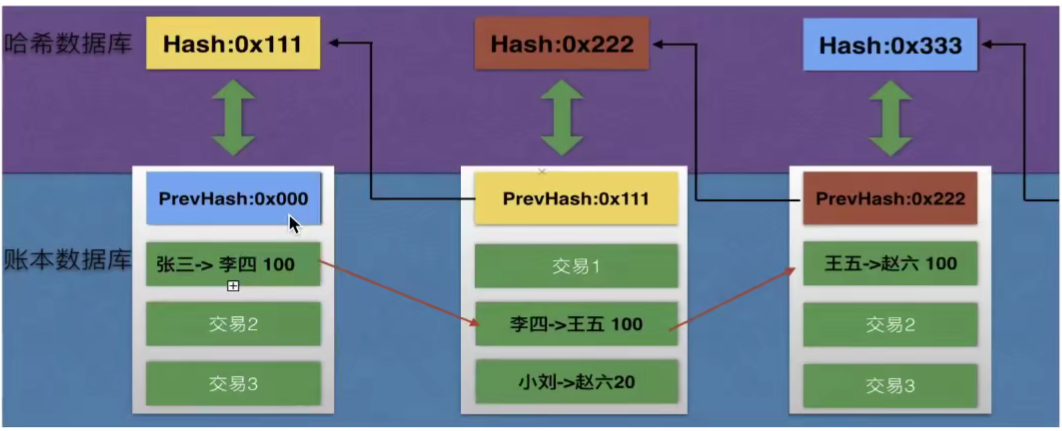 哈希数据库
Hash:0x111
Hash:0x222
Hash:0x333
PrevHash:0x000
PrevHash:0x111
PrevHash:0x222
账本数据库
张三-> 李四 100
交易1
王五->赵六 100
交易2
李四->王五 100
交易2
交易3
小刘->赵六20
交易3